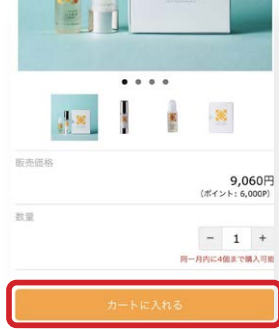 販売価格
9,060円
(ポイント: 6,000P)
数量
− 1 +
同一月内に4個まで購入可能
カートに入れる